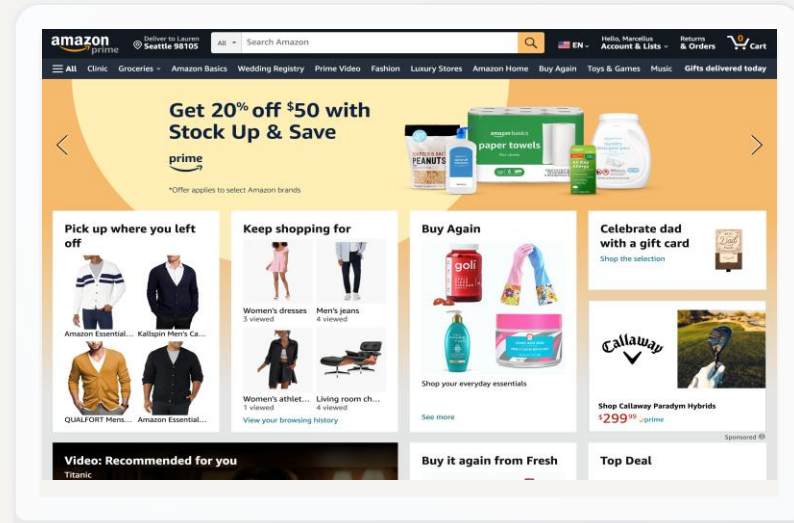 amazon
prime
Deliver to Lauren
Seattle 98105
All
Search Amazon
EN
Hello, Marcellus
Account & Lists
Returns
& Orders
0
Cart
All
Clinic
Groceries
Amazon Basics
Wedding Registry
Prime Video
Fashion
Luxury Stores
Amazon Home
Buy Again
Toys & Games
Music
Gifts delivered today
Get 20% off $50 with
Stock Up & Save
prime
*Offer applies to select Amazon brands
PEANUTS
amazon basics
paper towels
Allergy
Pick up where you left
off
Amazon Essential...
Kallspin Men's Ca...
QUALFORT Mens...
Amazon Essential...
Keep shopping for
Women's dresses
3 viewed
Men's jeans
4 viewed
Women's athlet...
1 viewed
Living room ch...
4 viewed
View your browsing history
Buy Again
goli
Shop your everyday essentials
See more
Celebrate dad
with a gift card
Shop the selection
Dad
Callaway
Shop Callaway Paradym Hybrids
$299⁹⁹ prime
Sponsored
Video: Recommended for you
Titanic
Buy it again from Fresh
Top Deal